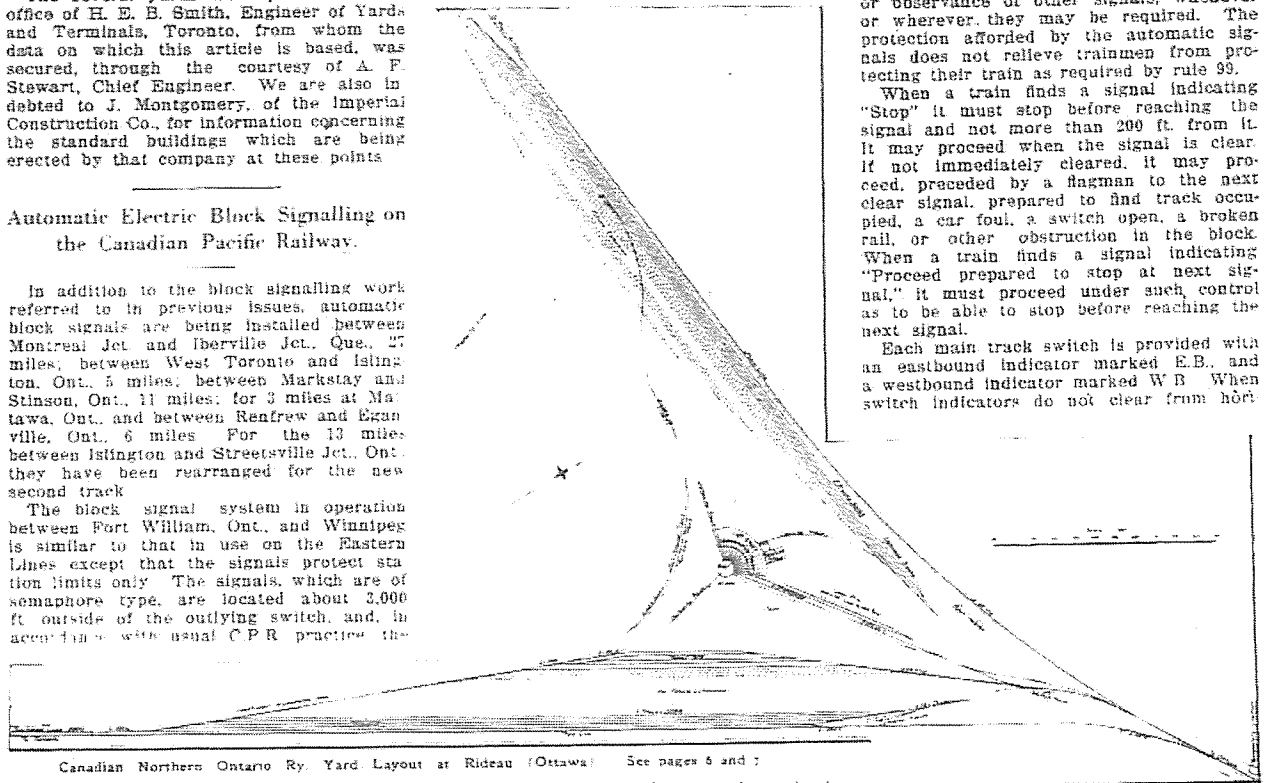 office of H. E. B. Smith, Engineer of Yards
and Terminals, Toronto, from whom the
data on which this article is based, was
secured, through the courtesy of A. F.
Stewart, Chief Engineer. We are also in
debted to J. Montgomery, of the Imperial
Construction Co., for information concerning
the standard buildings which are being
erected by that company at these points
Automatic Electric Block Signalling on
the Canadian Pacific Railway.
In addition to the block signalling work
referred to in previous issues, automatic
block signals are being installed between
Montreal Jct. and Iberville Jct., Que., 27
miles; between West Toronto and Isling-
ton, Ont., 5 miles; between Markstay and
Stinson, Ont., 11 miles; for 3 miles at Mat
tawa, Ont., and between Renfrew and Egan
ville, Ont., 6 miles For the 13 miles
between Islington and Streetsville Jct., Ont.
they have been rearranged for the new
second track
The block signal system in operation
between Fort William, Ont., and Winnipeg
is similar to that in use on the Eastern
Lines except that the signals protect sta
tion limits only The signals, which are of
semaphore type, are located about 3,000
ft. outside of the outlying switch, and, in
accordance with usual C.P.R. practice the
or observance of other signals, whenever
or wherever they may be required. The
protection afforded by the automatic sig-
nals does not relieve trainmen from pro-
tecting their train as required by rule 99.
When a train finds a signal indicating
"Stop" it must stop before reaching the
signal and not more than 200 ft. from it.
It may proceed when the signal is clear.
If not immediately cleared, it may pro-
ceed, preceded by a flagman to the next
clear signal, prepared to find track occu-
pied, a car foul, a switch open, a broken
rail, or other obstruction in the block.
When a train finds a signal indicating
"Proceed prepared to stop at next sig-
nal," it must proceed under such control
as to be able to stop before reaching the
next signal.
Each main track switch is provided with
an eastbound indicator marked E.B., and
a westbound indicator marked W B When
switch indicators do not clear from hori-
Canadian Northern Ontario Ry. Yard Layout at Rideau (Ottawa) See pages 6 and 7